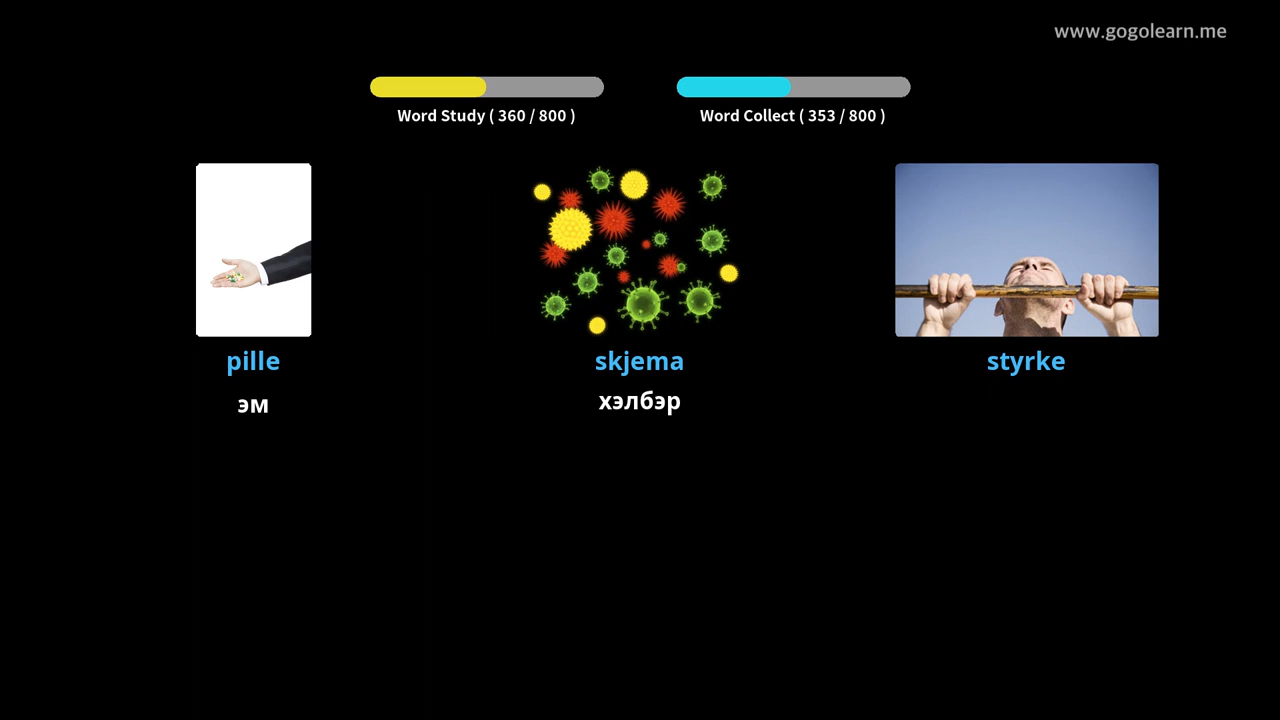 www.gogolearn.me
Word Study ( 360 / 800 )
Word Collect ( 353 / 800 )
pille
skjema
styrke
эм
хэлбэр